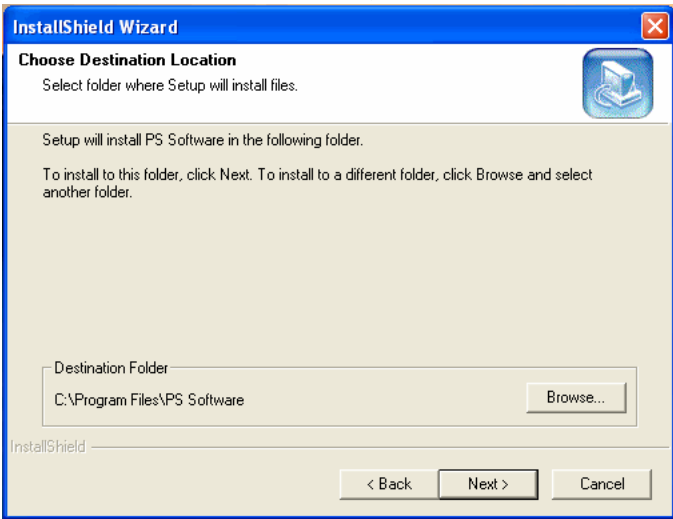 InstallShield Wizard
Choose Destination Location
Select folder where Setup will install files.
Setup will install PS Software in the following folder.
To install to this folder, click Next. To install to a different folder, click Browse and select
another folder.
Destination Folder
C:\Program Files\PS Software
Browse...
InstallShield
< Back
Next >
Cancel